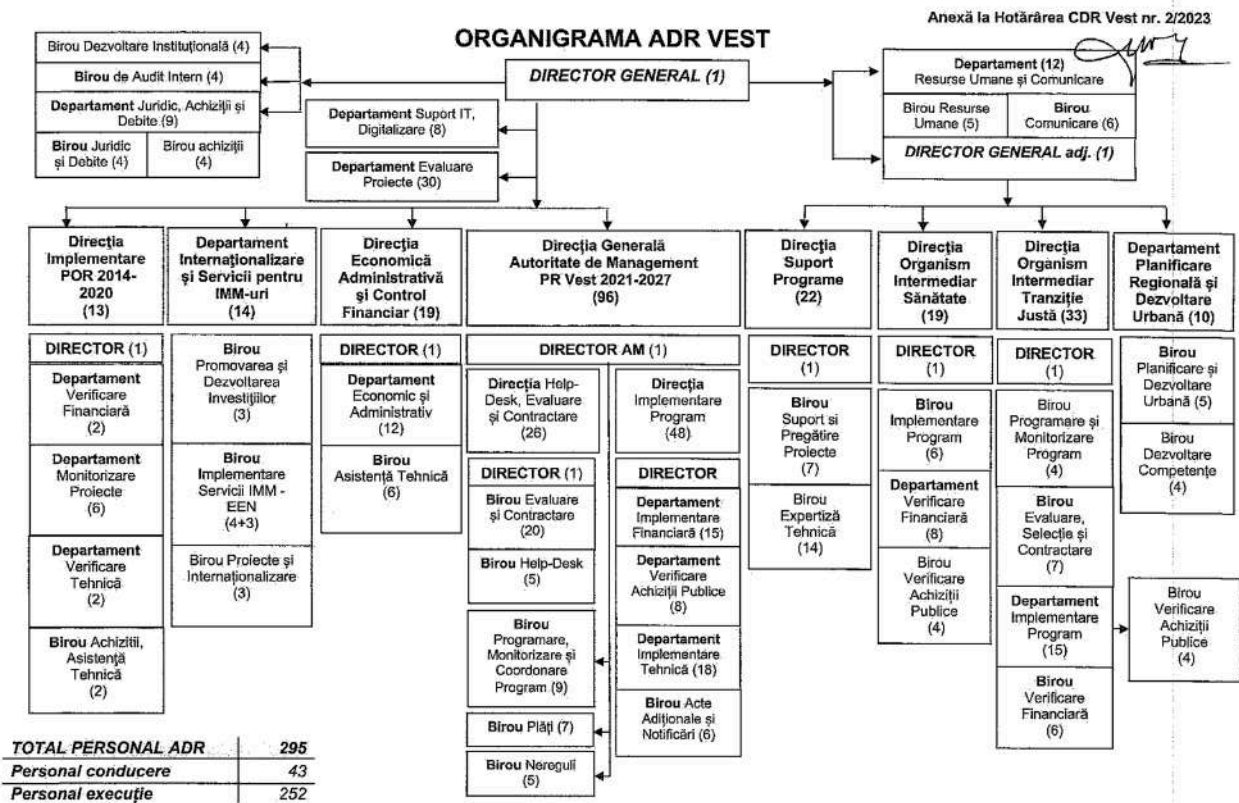 Anexă la Hotărârea CDR Vest nr. 2/2023
ORGANIGRAMA ADR VEST
Birou Dezvoltare Instituțională (4)
Birou de Audit Intern (4)
Departament Juridic, Achiziții și
Debite (9)
Birou Juridic
și Debite (4)
Birou achiziții
(4)
DIRECTOR GENERAL (1)
Departament Suport IT,
Digitalizare (8)
Departament Evaluare
Proiecte (30)
Departament (12)
Resurse Umane și Comunicare
Birou Resurse
Umane (5)
Birou
Comunicare (6)
DIRECTOR GENERAL adj. (1)
Direcția
Implementare
POR 2014-
2020
(13)
DIRECTOR (1)
Departament
Verificare
Financiară
(2)
Departament
Monitorizare
Proiecte
(6)
Departament
Verificare
Tehnică
(2)
Birou Achizitii,
Asistență
Tehnică
(2)
Departament
Internaționalizare
și Servicii pentru
IMM-uri
(14)
Birou
Promovarea și
Dezvoltarea
Investițiilor
(3)
Birou
Implementare
Servicii IMM -
EEN
(4+3)
Birou Proiecte și
Internaționalizare
(3)
Direcția
Economică
Administrativă
și Control
Financiar (19)
DIRECTOR (1)
Departament
Economic și
Administrativ
(12)
Birou
Asistență Tehnică
(6)
Direcția Generală
Autoritate de Management
PR Vest 2021-2027
(96)
DIRECTOR AM (1)
Direcția Help-
Desk, Evaluare
și Contractare
(26)
DIRECTOR (1)
Birou Evaluare
și Contractare
(20)
Birou Help-Desk
(5)
Birou
Programare,
Monitorizare și
Coordonare
Program (9)
Birou Plăți (7)
Birou Nereguli
(5)
Direcția
Implementare
Program
(48)
DIRECTOR
Departament
Implementare
Financiară (15)
Departament
Verificare
Achiziții Publice
(8)
Departament
Implementare
Tehnică (18)
Birou Acte
Adiționale și
Notificări (6)
Direcția
Suport
Programe
(22)
DIRECTOR
(1)
Birou
Suport si
Pregătire
Proiecte
(7)
Birou
Expertiză
Tehnică
(14)
Direcția
Organism
Intermediar
Sănătate
(19)
DIRECTOR
(1)
Birou
Implementare
Program
(6)
Departament
Verificare
Financiară
(8)
Birou
Verificare
Achiziții
Publice
(4)
Direcția
Organism
Intermediar
Tranziție
Justă (33)
DIRECTOR
(1)
Birou
Programare și
Monitorizare
Program
(4)
Birou
Evaluare,
Selecție și
Contractare
(7)
Departament
Implementare
Program
(15)
Birou
Verificare
Financiară
(6)
Departament
Planificare
Regională și
Dezvoltare
Urbană (10)
Birou
Planificare și
Dezvoltare
Urbană (5)
Birou
Dezvoltare
Competențe
(4)
Birou
Verificare
Achiziții
Publice
(4)
TOTAL PERSONAL ADR 295
Personal conducere 43
Personal execuție 252